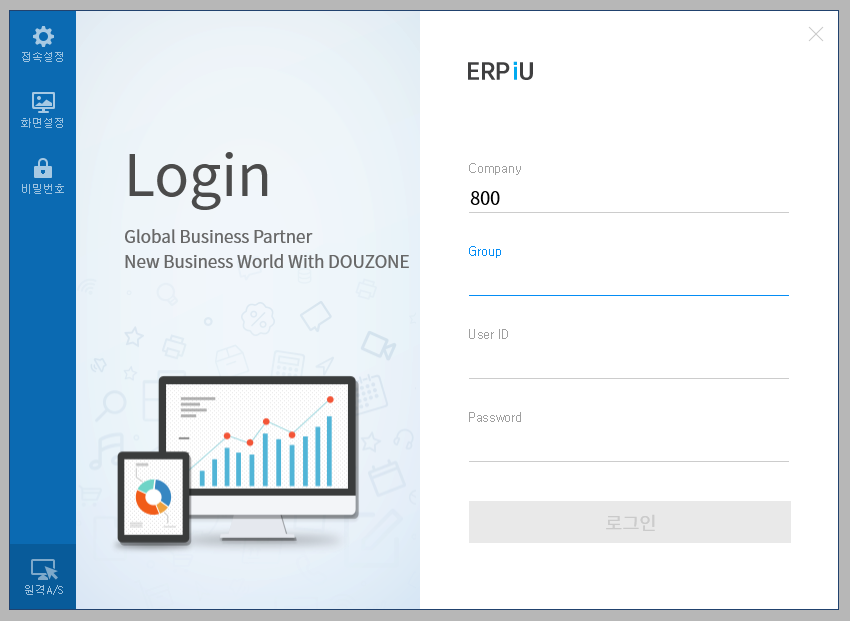 접속설정
화면설정
비밀번호
원격A/S
Login
Global Business Partner
New Business World With DOUZONE
ERPiU
Company
800
Group
User ID
Password
로그인